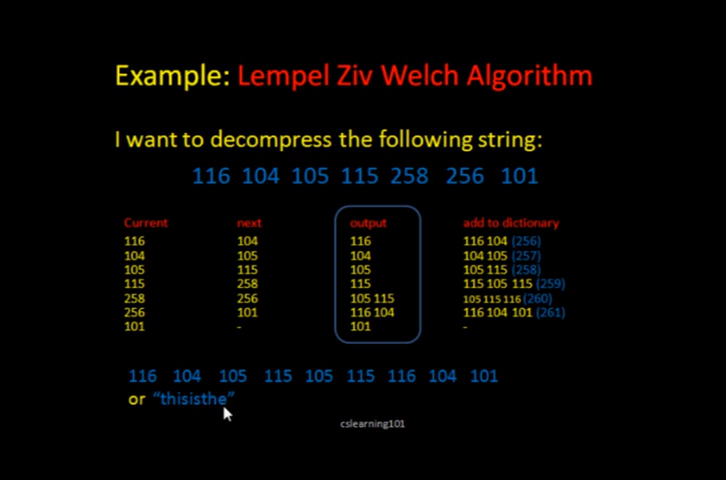 Example: Lempel Ziv Welch Algorithm
I want to decompress the following string:
116 104 105 115 258 256 101
Current next output add to dictionary
116 104 116 116 104 (256)
104 105 104 104 105 (257)
105 115 105 105 115 (258)
115 258 115 115 105 115 (259)
258 256 105 115 105 115 116 (260)
256 101 116 104 116 104 101 (261)
101 - 101 -
116 104 105 115 105 115 116 104 101
or "thisisthe"
cslearning101